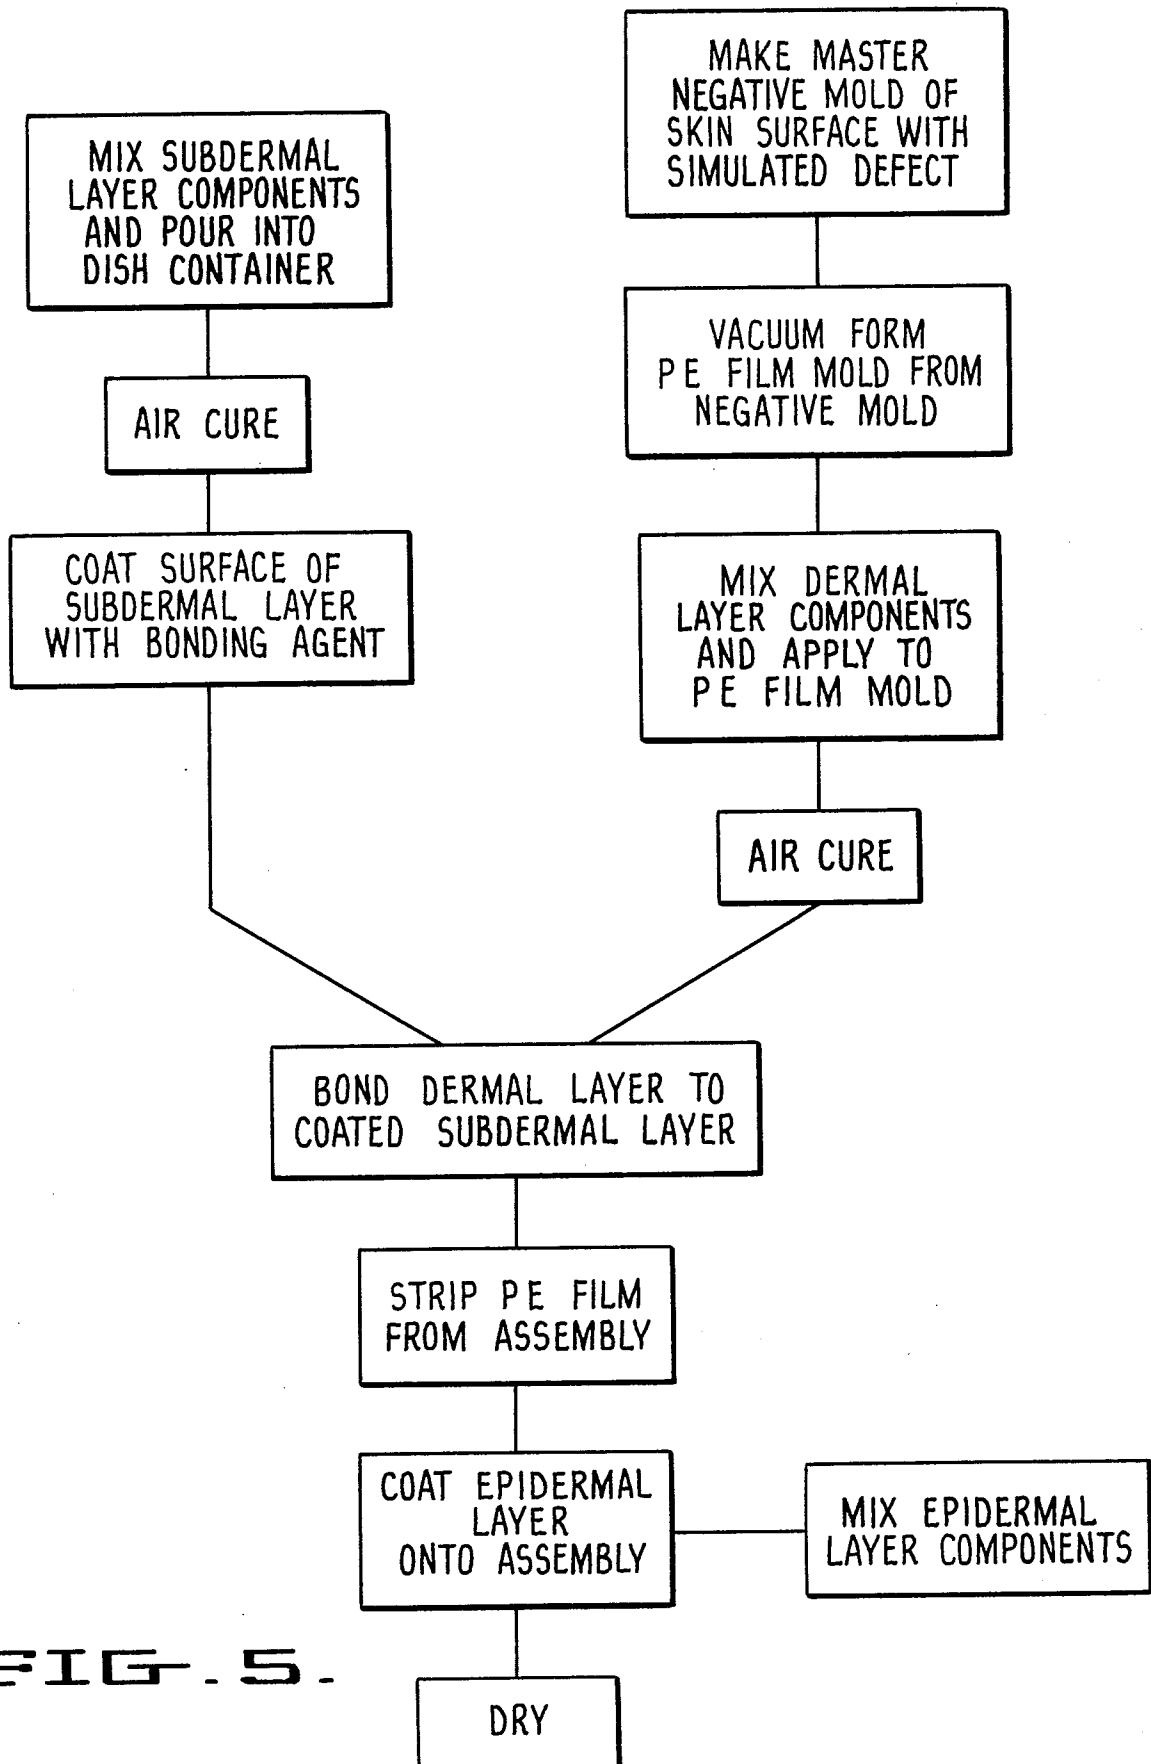 MIX SUBDERMAL
LAYER COMPONENTS
AND POUR INTO
DISH CONTAINER
AIR CURE
COAT SURFACE OF
SUBDERMAL LAYER
WITH BONDING AGENT
MAKE MASTER
NEGATIVE MOLD OF
SKIN SURFACE WITH
SIMULATED DEFECT
VACUUM FORM
PE FILM MOLD FROM
NEGATIVE MOLD
MIX DERMAL
LAYER COMPONENTS
AND APPLY TO
PE FILM MOLD
AIR CURE
BOND DERMAL LAYER TO
COATED SUBDERMAL LAYER
STRIP PE FILM
FROM ASSEMBLY
COAT EPIDERMAL
LAYER
ONTO ASSEMBLY
MIX EPIDERMAL
LAYER COMPONENTS
DRY
FIG. 5.